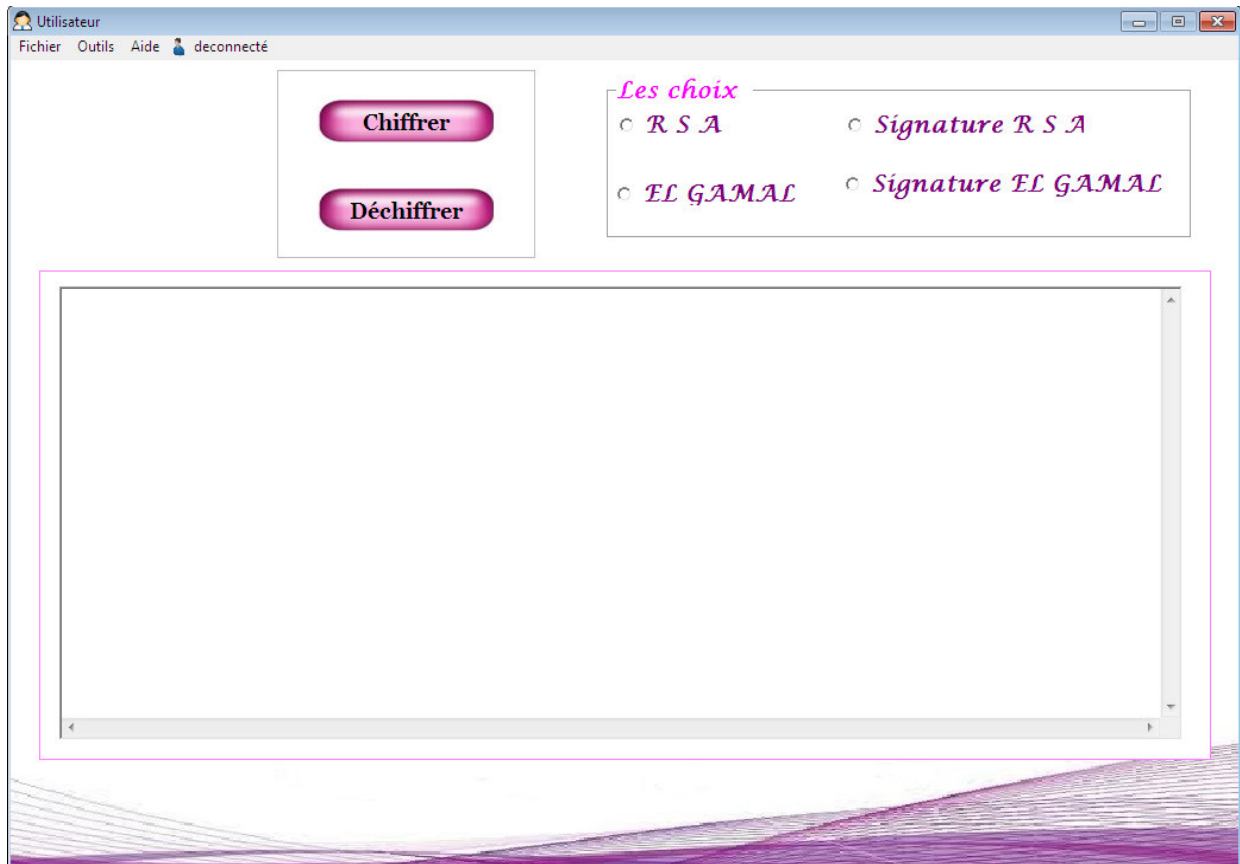 Utilisateur
Fichier Outils Aide deconnecté
Chiffrer
Déchiffrer
Les choix
R S A
Signature R S A
EL GAMAL
Signature EL GAMAL